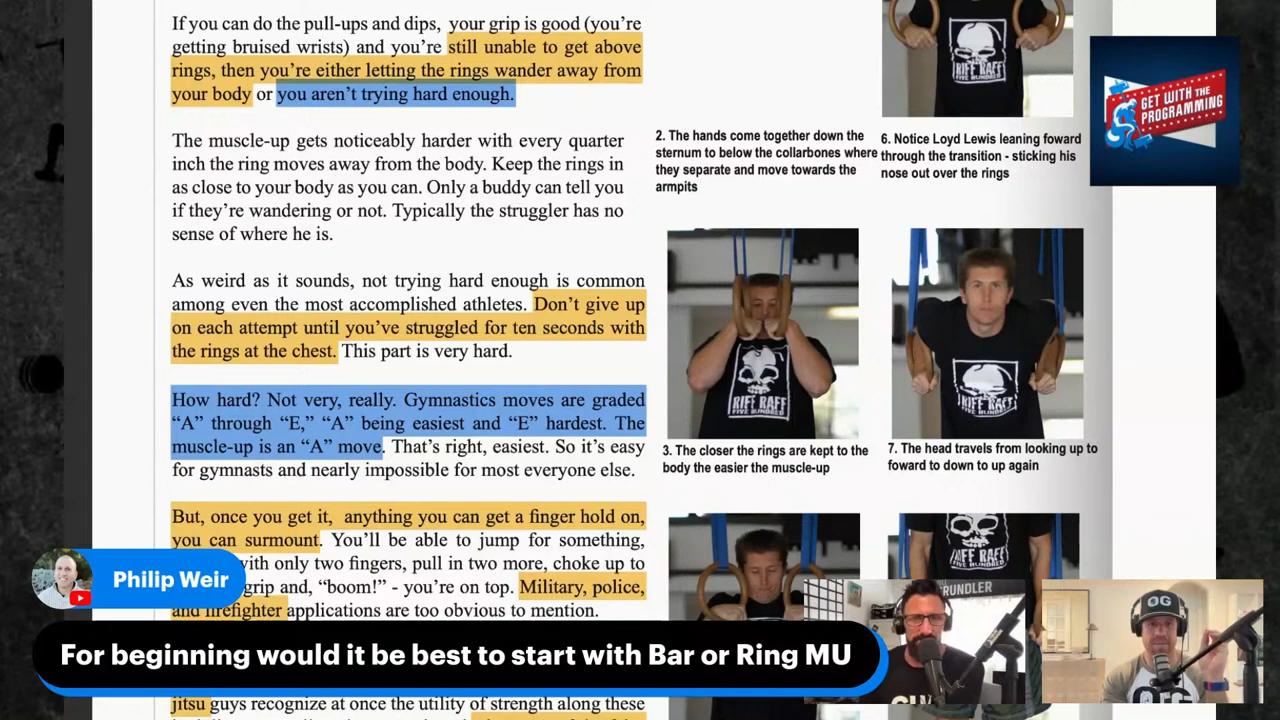 If you can do the pull-ups and dips, your grip is good (you're
getting bruised wrists) and you're still unable to get above
rings, then you're either letting the rings wander away from
your body or you aren't trying hard enough.
The muscle-up gets noticeably harder with every quarter
inch the ring moves away from the body. Keep the rings in
as close to your body as you can. Only a buddy can tell you
if they're wandering or not. Typically the struggler has no
sense of where he is.
As weird as it sounds, not trying hard enough is common
among even the most accomplished athletes. Don't give up
on each attempt until you've struggled for ten seconds with
the rings at the chest. This part is very hard.
How hard? Not very, really. Gymnastics moves are graded
“A” through “E,” “A” being easiest and “E” hardest. The
muscle-up is an “A” move. That's right, easiest. So it's easy
for gymnasts and nearly impossible for most everyone else.
But, once you get it, anything you can get a finger hold on,
you can surmount. You'll be able to jump for something,
with only two fingers, pull in two more, choke up to
grip and, “boom!” - you're on top. Military, police,
and firefighter applications are too obvious to mention.
jitsu guys recognize at once the utility of strength along these
RIFF RAFF
FIVE HUNDRED
2. The hands come together down the
sternum to below the collarbones where
they separate and move towards the
armpits
6. Notice Loyd Lewis leaning foward
through the transition - sticking his
nose out over the rings
RIFF RAFF
FIVE HUNDRED
RIFF RAFF
FIVE HUNDRED
3. The closer the rings are kept to the
body the easier the muscle-up
7. The head travels from looking up to
foward to down to up again
RIFF RAFF
FIVE HUNDRED
GET WITH THE
PROGRAMMING
Philip Weir
For beginning would it be best to start with Bar or Ring MU
OG